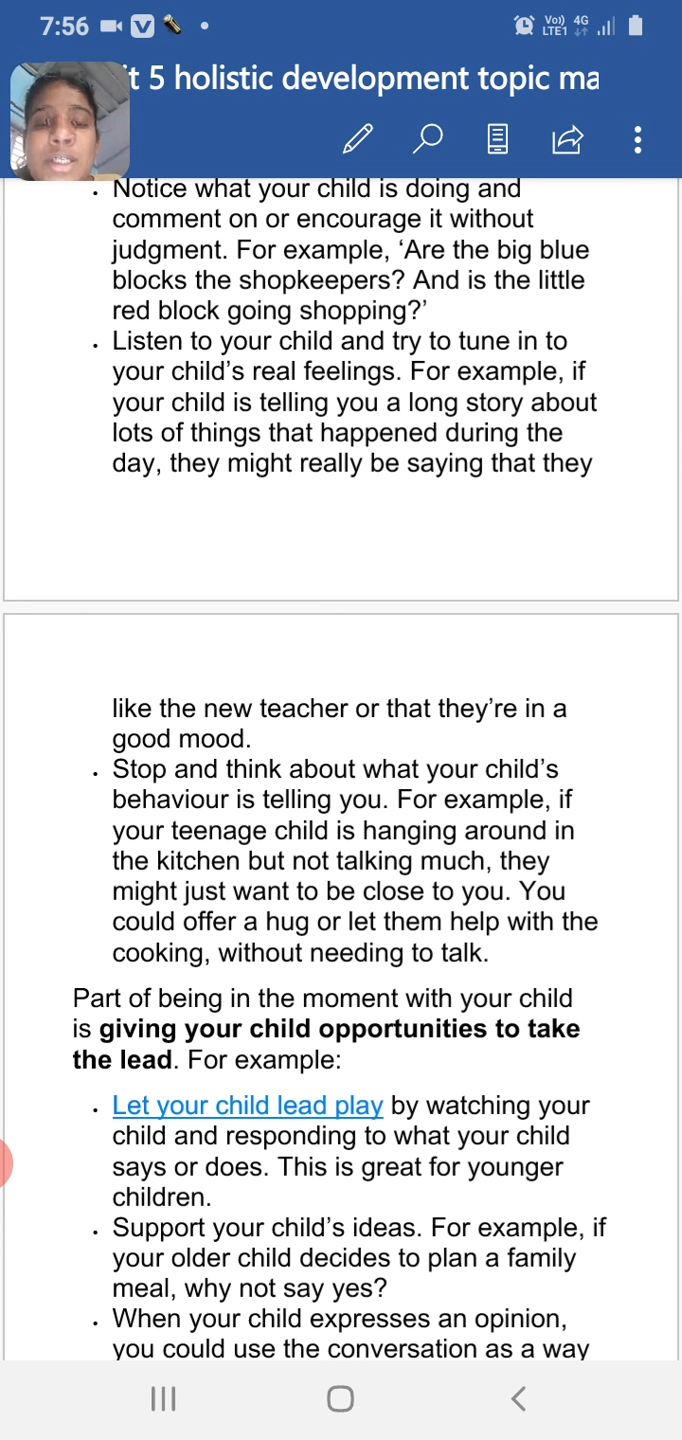 7:56
Vo)) 4G
LTE1
it 5 holistic development topic ma
• Notice what your child is doing and
comment on or encourage it without
judgment. For example, ‘Are the big blue
blocks the shopkeepers? And is the little
red block going shopping?’
• Listen to your child and try to tune in to
your child’s real feelings. For example, if
your child is telling you a long story about
lots of things that happened during the
day, they might really be saying that they
like the new teacher or that they’re in a
good mood.
• Stop and think about what your child’s
behaviour is telling you. For example, if
your teenage child is hanging around in
the kitchen but not talking much, they
might just want to be close to you. You
could offer a hug or let them help with the
cooking, without needing to talk.
Part of being in the moment with your child
is giving your child opportunities to take
the lead. For example:
• Let your child lead play by watching your
child and responding to what your child
says or does. This is great for younger
children.
• Support your child’s ideas. For example, if
your older child decides to plan a family
meal, why not say yes?
• When your child expresses an opinion,
you could use the conversation as a way